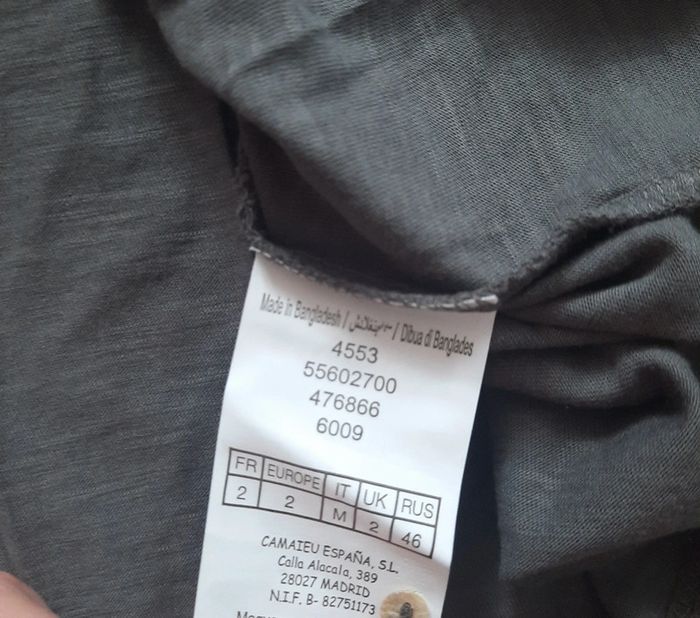 Made in Bangladesh / / Dibua di Banglades
4553
55602700
476866
6009
FR EUROPE IT UK RUS
2 2 M 2 46
CAMAIEU ESPAÑA, S.L.
Calla Alacala, 389
28027 MADRID
N.I.F. B- 82751173